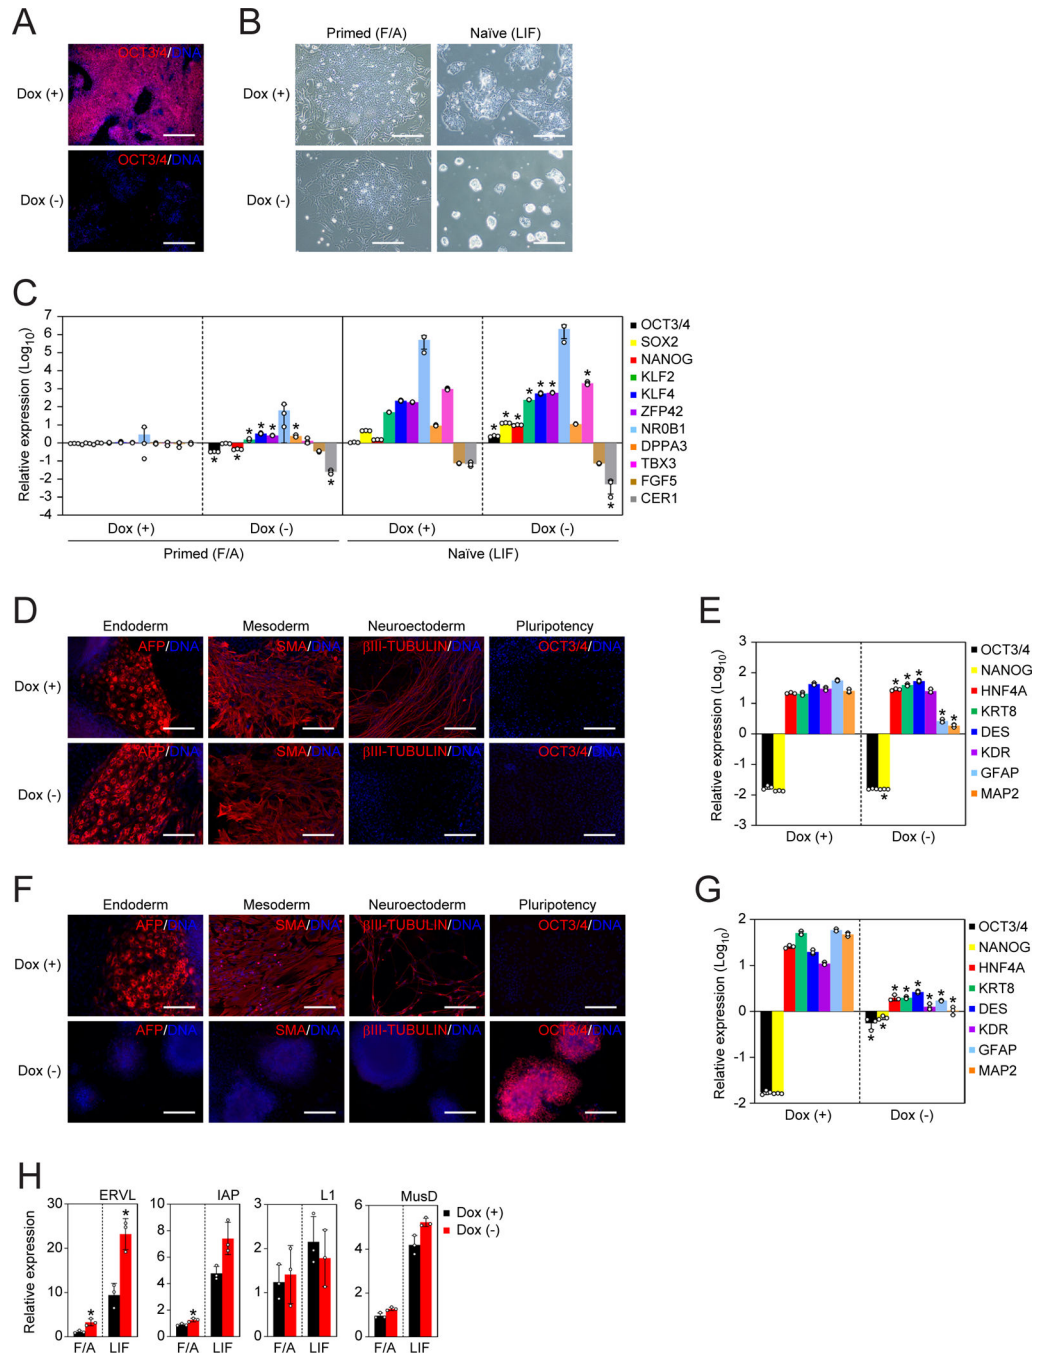 A
OCT3/4/DNA
Dox (+)
OCT3/4/DNA
Dox (-)
B
Primed (F/A)
Naïve (LIF)
Dox (+)
Dox (-)
C
Relative expression (Log10)
7
6
5
4
3
2
1
0
-1
-2
-3
-4
* * * * * * * *
* * * * * * * * *
Dox (+)
Dox (-)
Dox (+)
Dox (-)
Primed (F/A)
Naïve (LIF)
OCT3/4
SOX2
NANOG
KLF2
KLF4
ZFP42
NR0B1
DPPA3
TBX3
FGF5
CER1
D
Endoderm
Mesoderm
Neuroectoderm
Pluripotency
Dox (+)
AFP/DNA
SMA/DNA
βIII-TUBULIN/DNA
OCT3/4/DNA
Dox (-)
AFP/DNA
SMA/DNA
βIII-TUBULIN/DNA
OCT3/4/DNA
E
Relative expression (Log10)
3
2
1
0
-1
-2
-3
* * * * * *
Dox (+)
Dox (-)
OCT3/4
NANOG
HNF4A
KRT8
DES
KDR
GFAP
MAP2
F
Endoderm
Mesoderm
Neuroectoderm
Pluripotency
Dox (+)
AFP/DNA
SMA/DNA
βIII-TUBULIN/DNA
OCT3/4/DNA
Dox (-)
AFP/DNA
SMA/DNA
βIII-TUBULIN/DNA
OCT3/4/DNA
G
Relative expression (Log10)
2
1
0
-1
-2
* * * * * * * *
Dox (+)
Dox (-)
OCT3/4
NANOG
HNF4A
KRT8
DES
KDR
GFAP
MAP2
H
Relative expression
ERVL
30
20
10
0
* *
F/A LIF
IAP
10
8
6
4
2
0
*
F/A LIF
L1
3
2
1
0
F/A LIF
MusD
6
4
2
0
F/A LIF
Dox (+)
Dox (-)